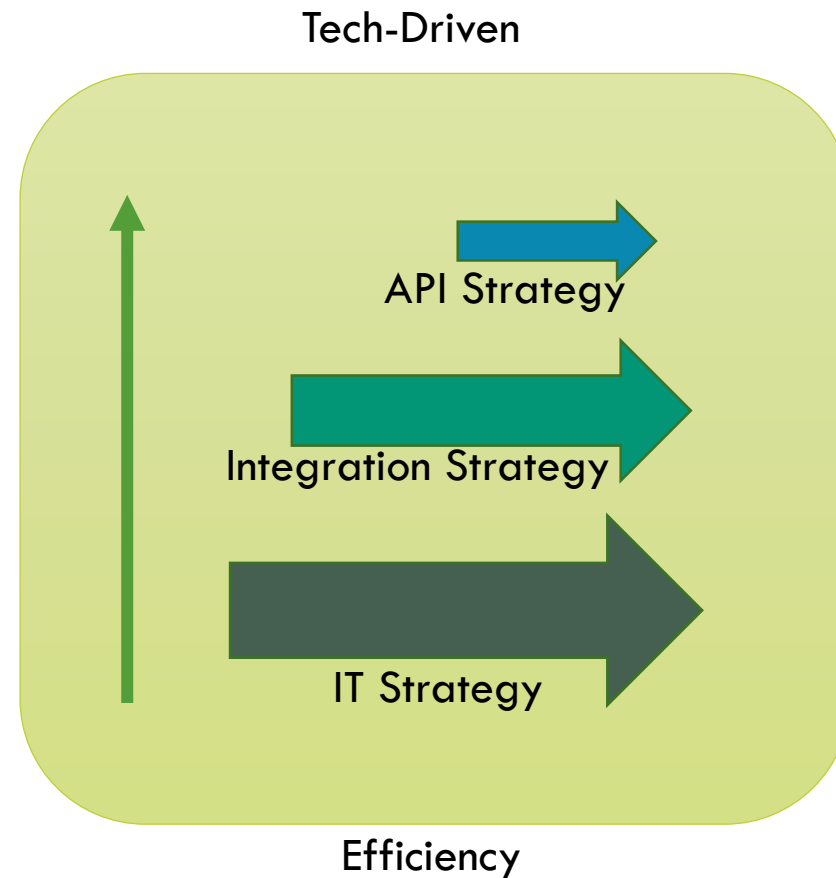 Tech-Driven
API Strategy
Integration Strategy
IT Strategy
Efficiency